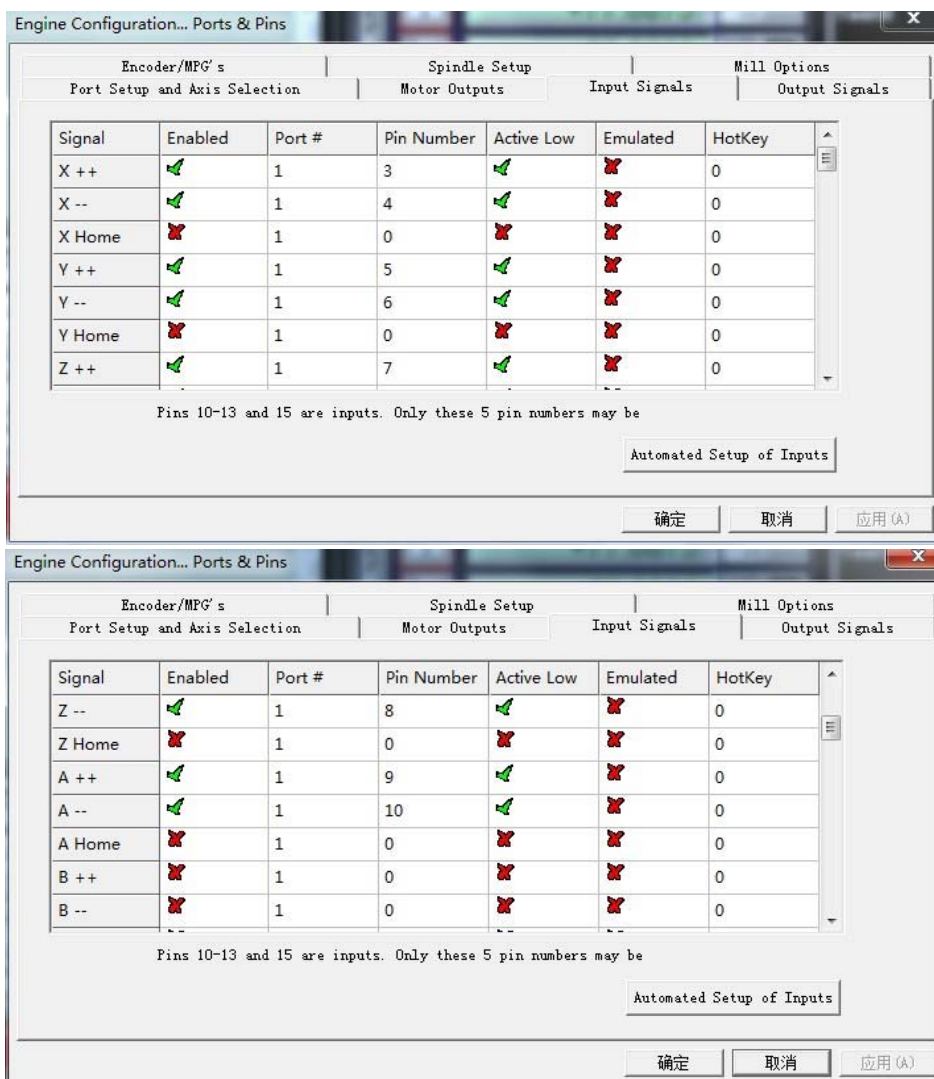 Engine Configuration... Ports & Pins
Encoder/MPG's Spindle Setup Mill Options
Port Setup and Axis Selection Motor Outputs Input Signals Output Signals
Signal Enabled Port # Pin Number Active Low Emulated HotKey
X ++ 1 3 0
X -- 1 4 0
X Home 1 0 0
Y ++ 1 5 0
Y -- 1 6 0
Y Home 1 0 0
Z ++ 1 7 0
Pins 10-13 and 15 are inputs. Only these 5 pin numbers may be
Automated Setup of Inputs
确定 取消 应用(A)
Engine Configuration... Ports & Pins
Encoder/MPG's Spindle Setup Mill Options
Port Setup and Axis Selection Motor Outputs Input Signals Output Signals
Signal Enabled Port # Pin Number Active Low Emulated HotKey
Z -- 1 8 0
Z Home 1 0 0
A ++ 1 9 0
A -- 1 10 0
A Home 1 0 0
B ++ 1 0 0
B -- 1 0 0
Pins 10-13 and 15 are inputs. Only these 5 pin numbers may be
Automated Setup of Inputs
确定 取消 应用(A)